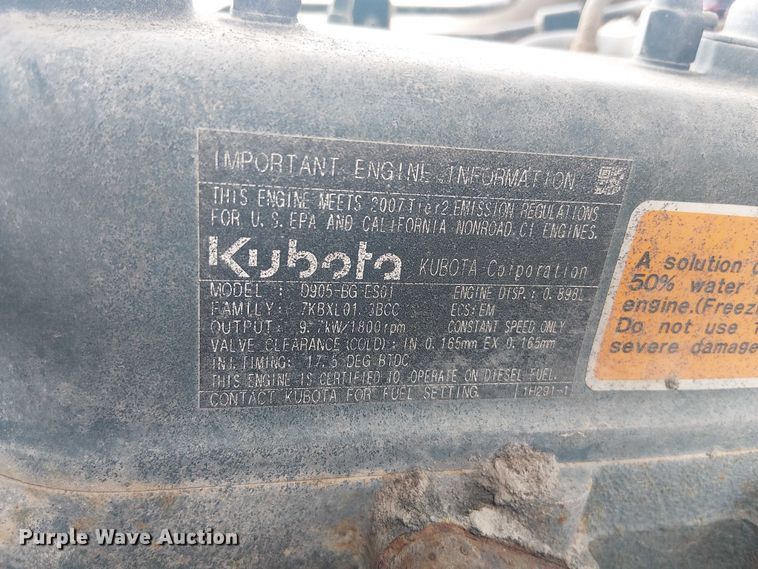 IMPORTANT ENGINE INFORMATION
THIS ENGINE MEETS 2007 Tier2 EMISSION REGULATIONS
FOR U.S. EPA AND CALIFORNIA NONROAD CI ENGINES.
Kubota KUBOTA Corporation
MODEL : D905-BG-ES01 ENGINE DISP.: 0.898L
FAMILY : 7KBXL01.3BCC ECS:EM
OUTPUT : 9.7kW/1800rpm CONSTANT SPEED ONLY
VALVE CLEARANCE (COLD): IN 0.165mm EX 0.165mm
INJ.TIMING: 17.5 DEG BTDC
THIS ENGINE IS CERTIFIED TO OPERATE ON DIESEL FUEL.
CONTACT KUBOTA FOR FUEL SETTING. 1H291-1
A solution
50% water
engine.(Freez
Do not use
severe damage
Purple Wave Auction